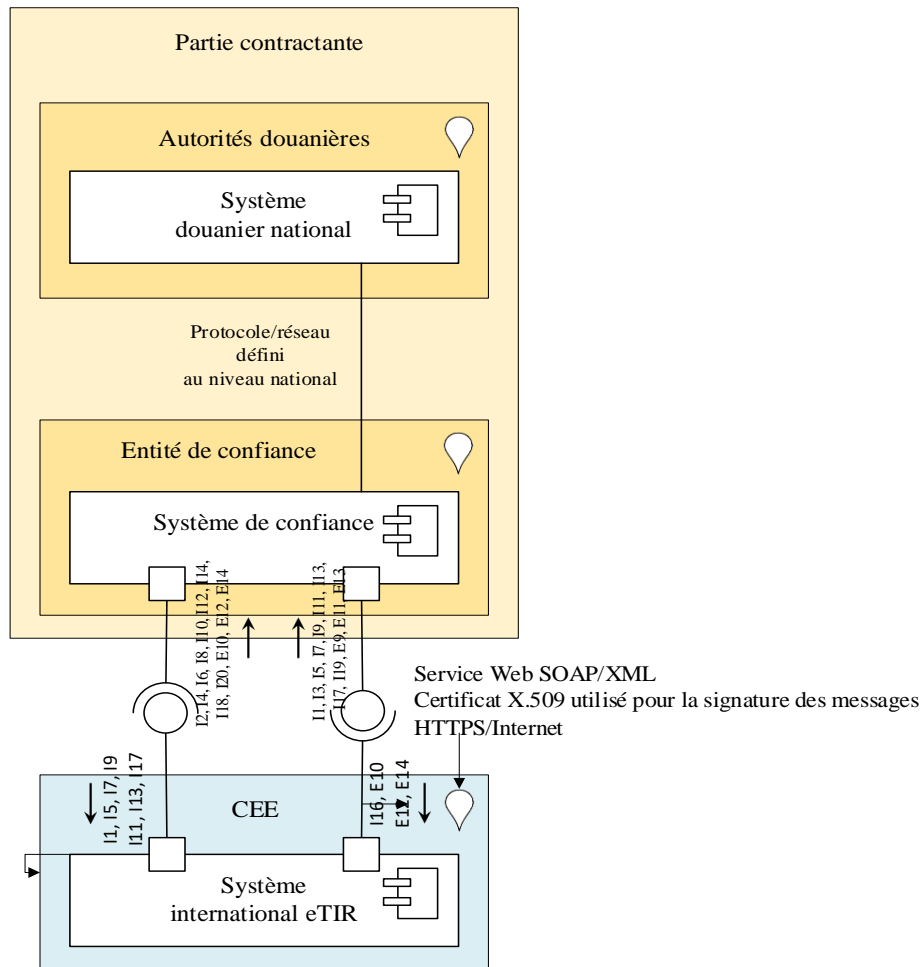 Partie contractante
Autorités douanières
Système
douanier national
Protocole/réseau
défini
au niveau national
Entité de confiance
Système de confiance
I2, I4, I6, I8, I10, I12, I14,
I18, I20, E10, E12, E14
I1, I3, I5, I7, I9, I11, I13,
I17, I19, E9, E11, E13
Service Web SOAP/XML
Certificat X.509 utilisé pour la signature des messages
HTTPS/Internet
I1, I5, I7, I9
I11, I13, I17
CEE
I16, E10
E12, E14
Système
international eTIR